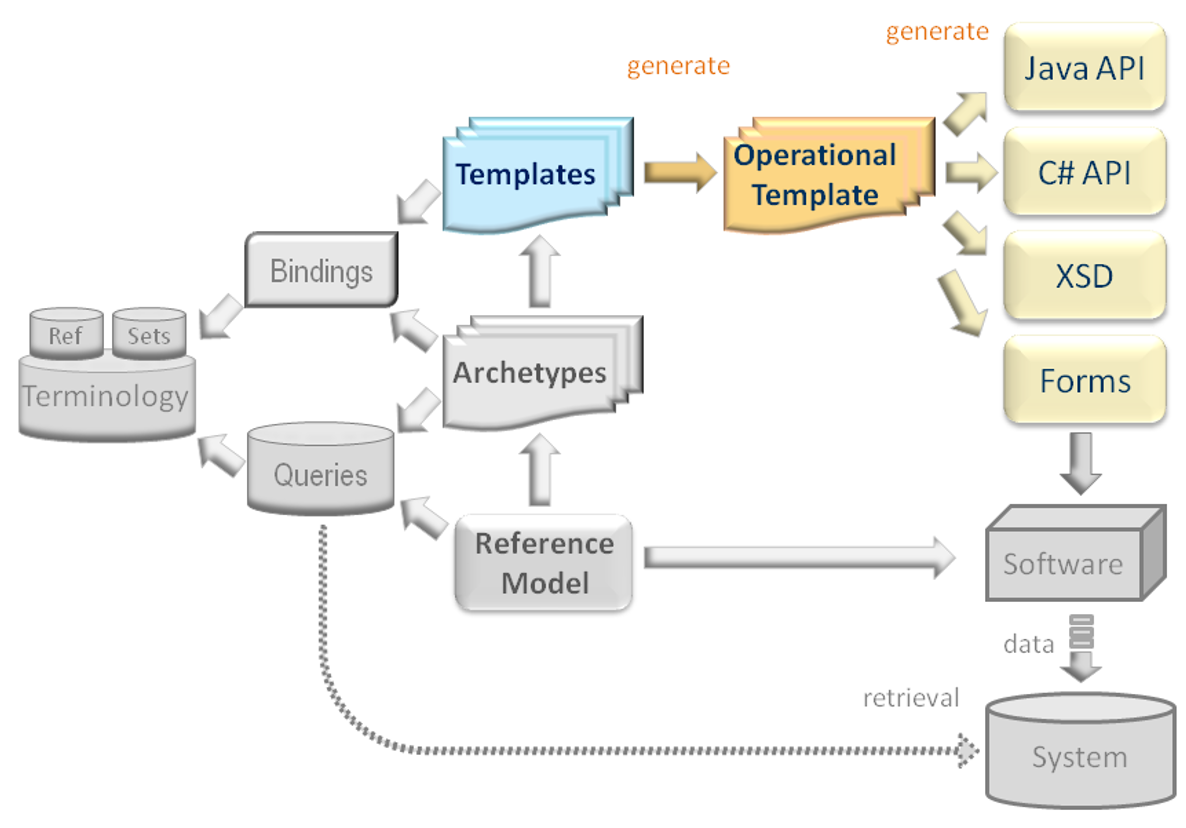 generate
generate
Java API
Templates
Operational
Template
C# API
Bindings
XSD
Ref
Sets
Terminology
Archetypes
Forms
Queries
Reference
Model
Software
data
retrieval
System